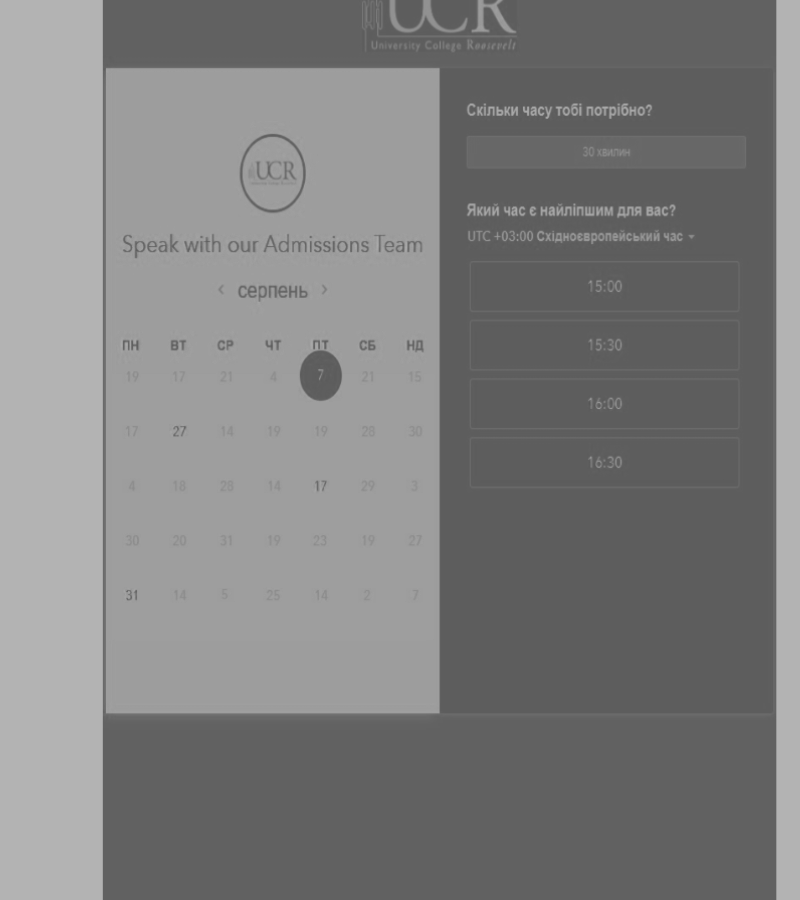 UCR
University College Roosevelt
UCR
Speak with our Admissions Team
‹ серпень ›
ПН ВТ СР ЧТ ПТ СБ НД
19 17 21 4 7 21 15
17 27 14 19 19 28 30
4 18 28 14 17 29 3
30 20 31 19 23 19 27
31 14 5 25 14 2 7
Скільки часу тобі потрібно?
30 хвилин
Який час є найліпшим для вас?
UTC +03:00 Східноєвропейський час
15:00
15:30
16:00
16:30